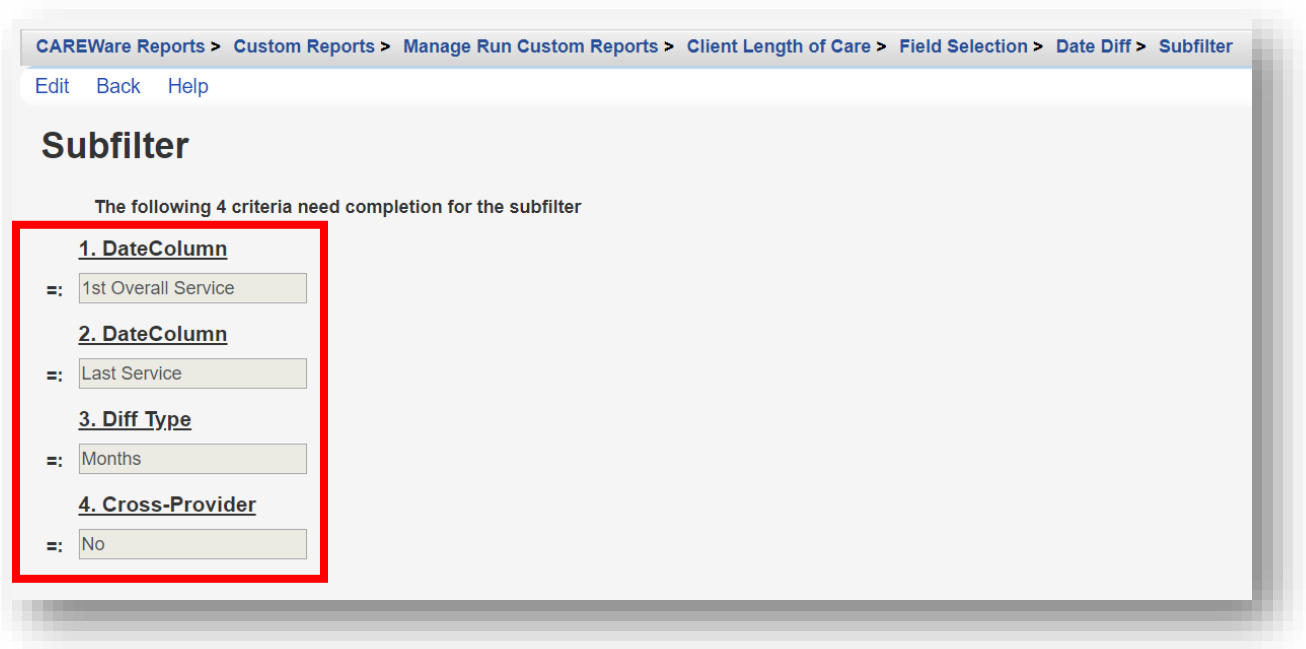 CAREWare Reports > Custom Reports > Manage Run Custom Reports > Client Length of Care > Field Selection > Date Diff > Subfilter
Edit Back Help
Subfilter
The following 4 criteria need completion for the subfilter
1. DateColumn
=: 1st Overall Service
2. DateColumn
=: Last Service
3. Diff Type
=: Months
4. Cross-Provider
=: No